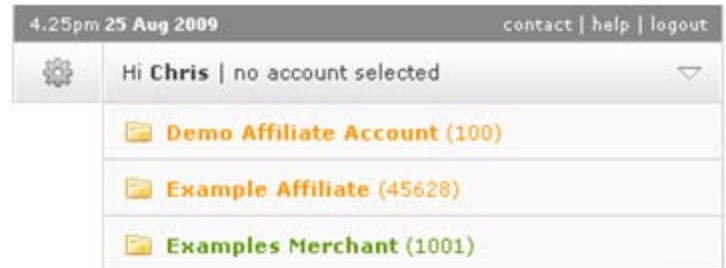 4.25pm 25 Aug 2009 contact | help | logout
Hi Chris | no account selected
Demo Affiliate Account (100)
Example Affiliate (45628)
Examples Merchant (1001)